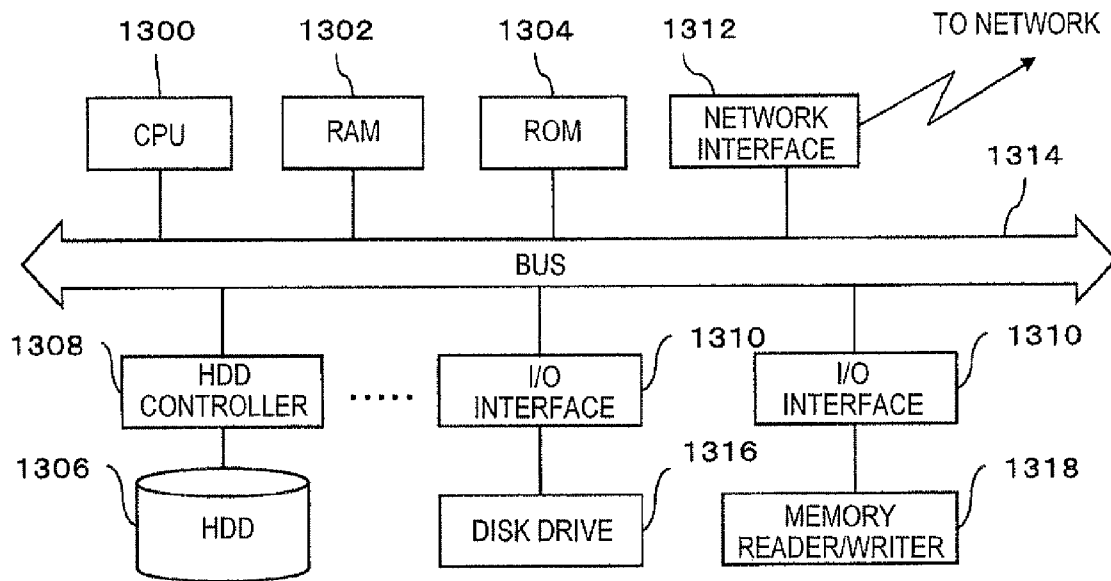 1300 1302 1304 1312 TO NETWORK
CPU RAM ROM NETWORK
INTERFACE
1314
BUS
1308 HDD
CONTROLLER
..... 1310 I/O
INTERFACE
1310 I/O
INTERFACE
1306 HDD
1316 DISK DRIVE
1318 MEMORY
READER/WRITER